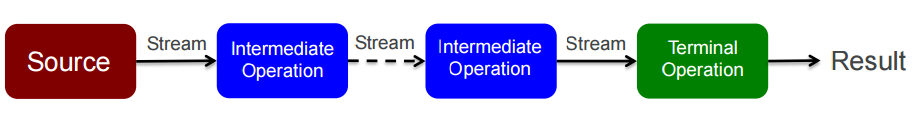 Source
Stream
Intermediate
Operation
Stream
Intermediate
Operation
Stream
Terminal
Operation
Result